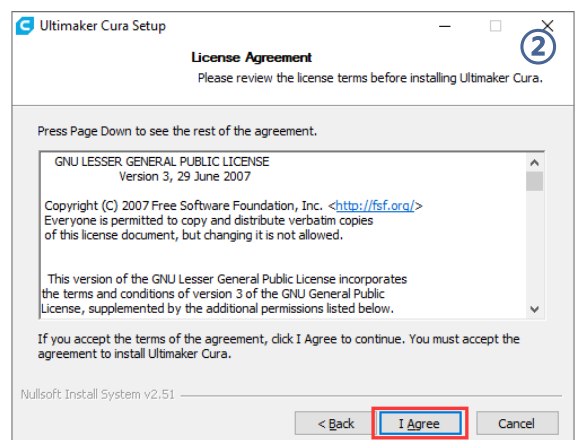 Ultimaker Cura Setup
②
License Agreement
Please review the license terms before installing Ultimaker Cura.
Press Page Down to see the rest of the agreement.
GNU LESSER GENERAL PUBLIC LICENSE
Version 3, 29 June 2007
Copyright (C) 2007 Free Software Foundation, Inc. <http://fsf.org/>
Everyone is permitted to copy and distribute verbatim copies
of this license document, but changing it is not allowed.
This version of the GNU Lesser General Public License incorporates
the terms and conditions of version 3 of the GNU General Public
License, supplemented by the additional permissions listed below.
If you accept the terms of the agreement, click I Agree to continue. You must accept the
agreement to install Ultimaker Cura.
Nullsoft Install System v2.51
< Back I Agree Cancel